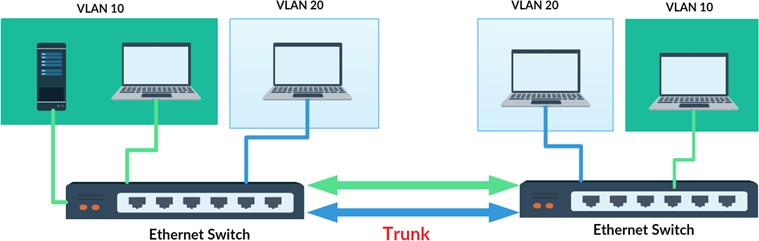 VLAN 10
VLAN 20
VLAN 20
VLAN 10
Ethernet Switch
Trunk
Ethernet Switch